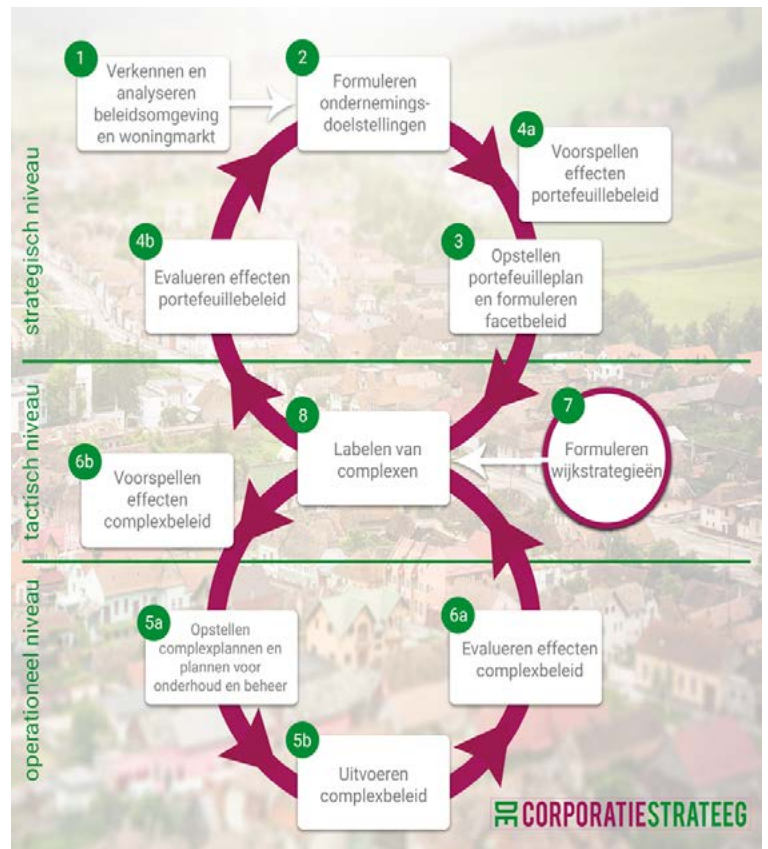 1
Verkennen en
analyseren
beleidsomgeving
en woningmarkt
2
Formuleren
ondernemings-
doelstellingen
4a
Voorspellen
effecten
portefeuillebeleid
4b
Evalueren effecten
portefeuillebeleid
3
Opstellen
portefeuilleplan
en formuleren
facetbeleid
strategisch niveau
8
Labelen van
complexen
7
Formuleren
wijkstrategieën
6b
Voorspellen
effecten
complexbeleid
tactisch niveau
5a
Opstellen
complexplannen en
plannen voor
onderhoud en beheer
6a
Evalueren effecten
complexbeleid
5b
Uitvoeren
complexbeleid
operationeel niveau
DE CORPORATIESTRATEEG